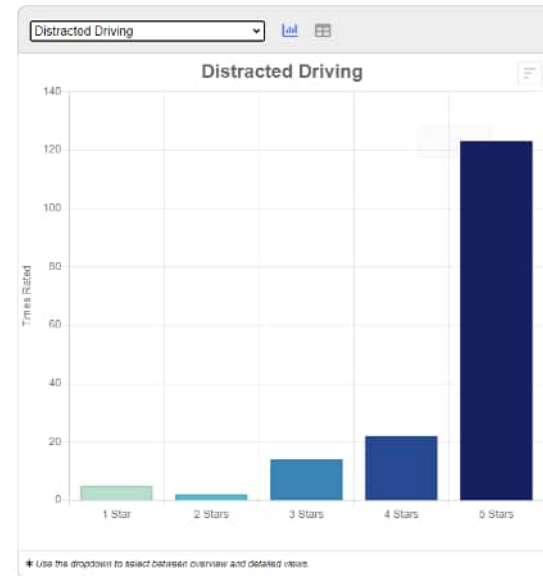 Distracted Driving
Distracted Driving
140
120
100
80
60
40
20
0
Times Rated
1 Star
2 Stars
3 Stars
4 Stars
5 Stars
* Use the dropdown to select between overview and detailed views.